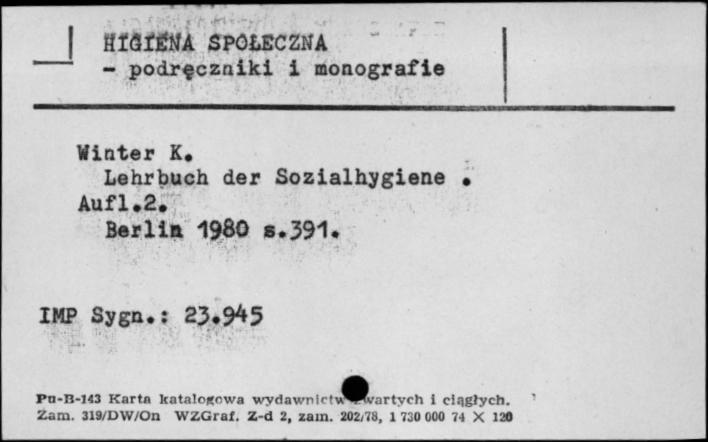 HIGIENA SPOŁECZNA
- podręczniki i monografie
Winter K.
Lehrbuch der Sozialhygiene .
Aufl.2.
Berlin 1980 s.391.
IMP Sygn.: 23.945
Pu-B-143 Karta katalogowa wydawnictw zwartych i ciągłych.
Zam. 319/DW/On WZGraf. Z-d 2, zam. 202/78, 1 730 000 74 X 120